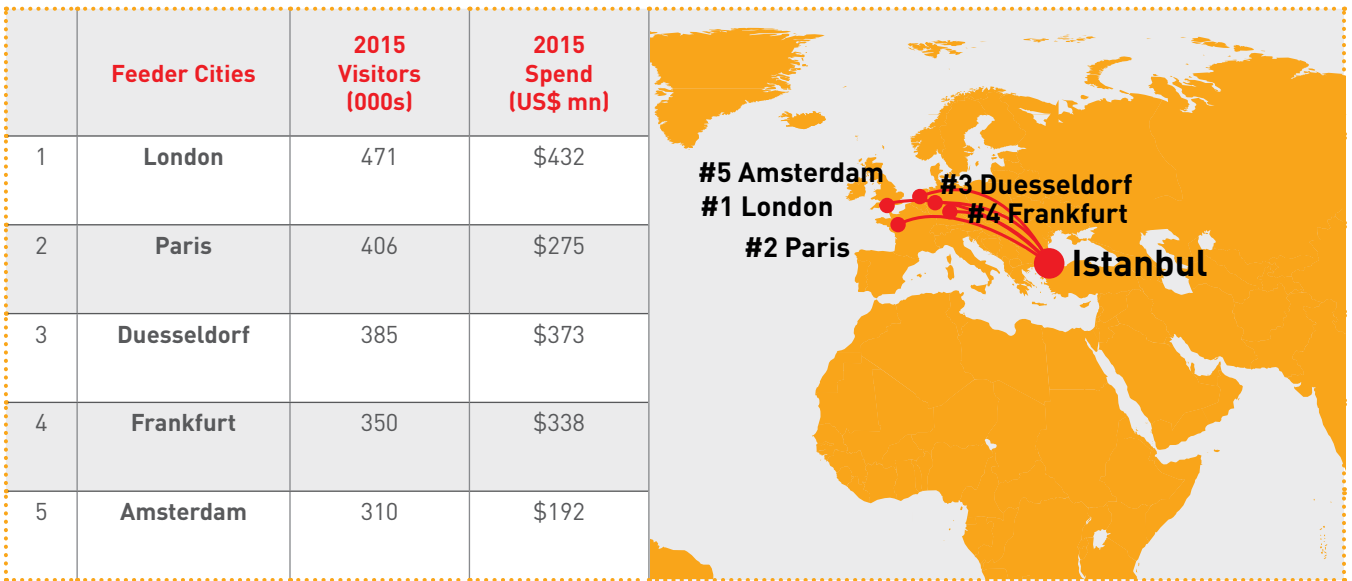 Feeder Cities
2015
Visitors
(000s)
2015
Spend
(US$ mn)
1 London 471 $432
2 Paris 406 $275
3 Duesseldorf 385 $373
4 Frankfurt 350 $338
5 Amsterdam 310 $192
#5 Amsterdam
#3 Duesseldorf
#1 London
#4 Frankfurt
#2 Paris
Istanbul